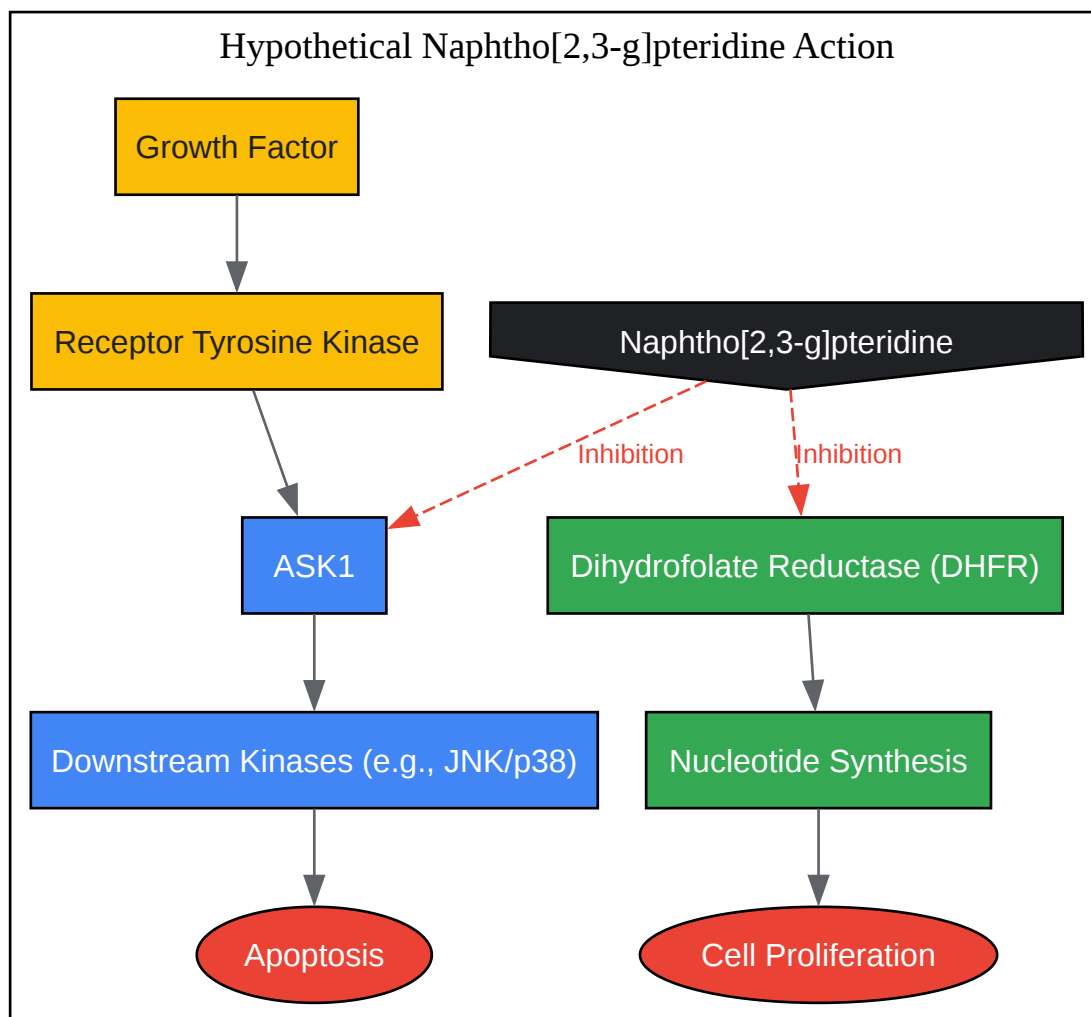 Hypothetical Naphtho[2,3-g]pteridine Action
Growth Factor
Receptor Tyrosine Kinase
Naphtho[2,3-g]pteridine
Inhibition
Inhibition
ASK1
Dihydrofolate Reductase (DHFR)
Downstream Kinases (e.g., JNK/p38)
Nucleotide Synthesis
Apoptosis
Cell Proliferation